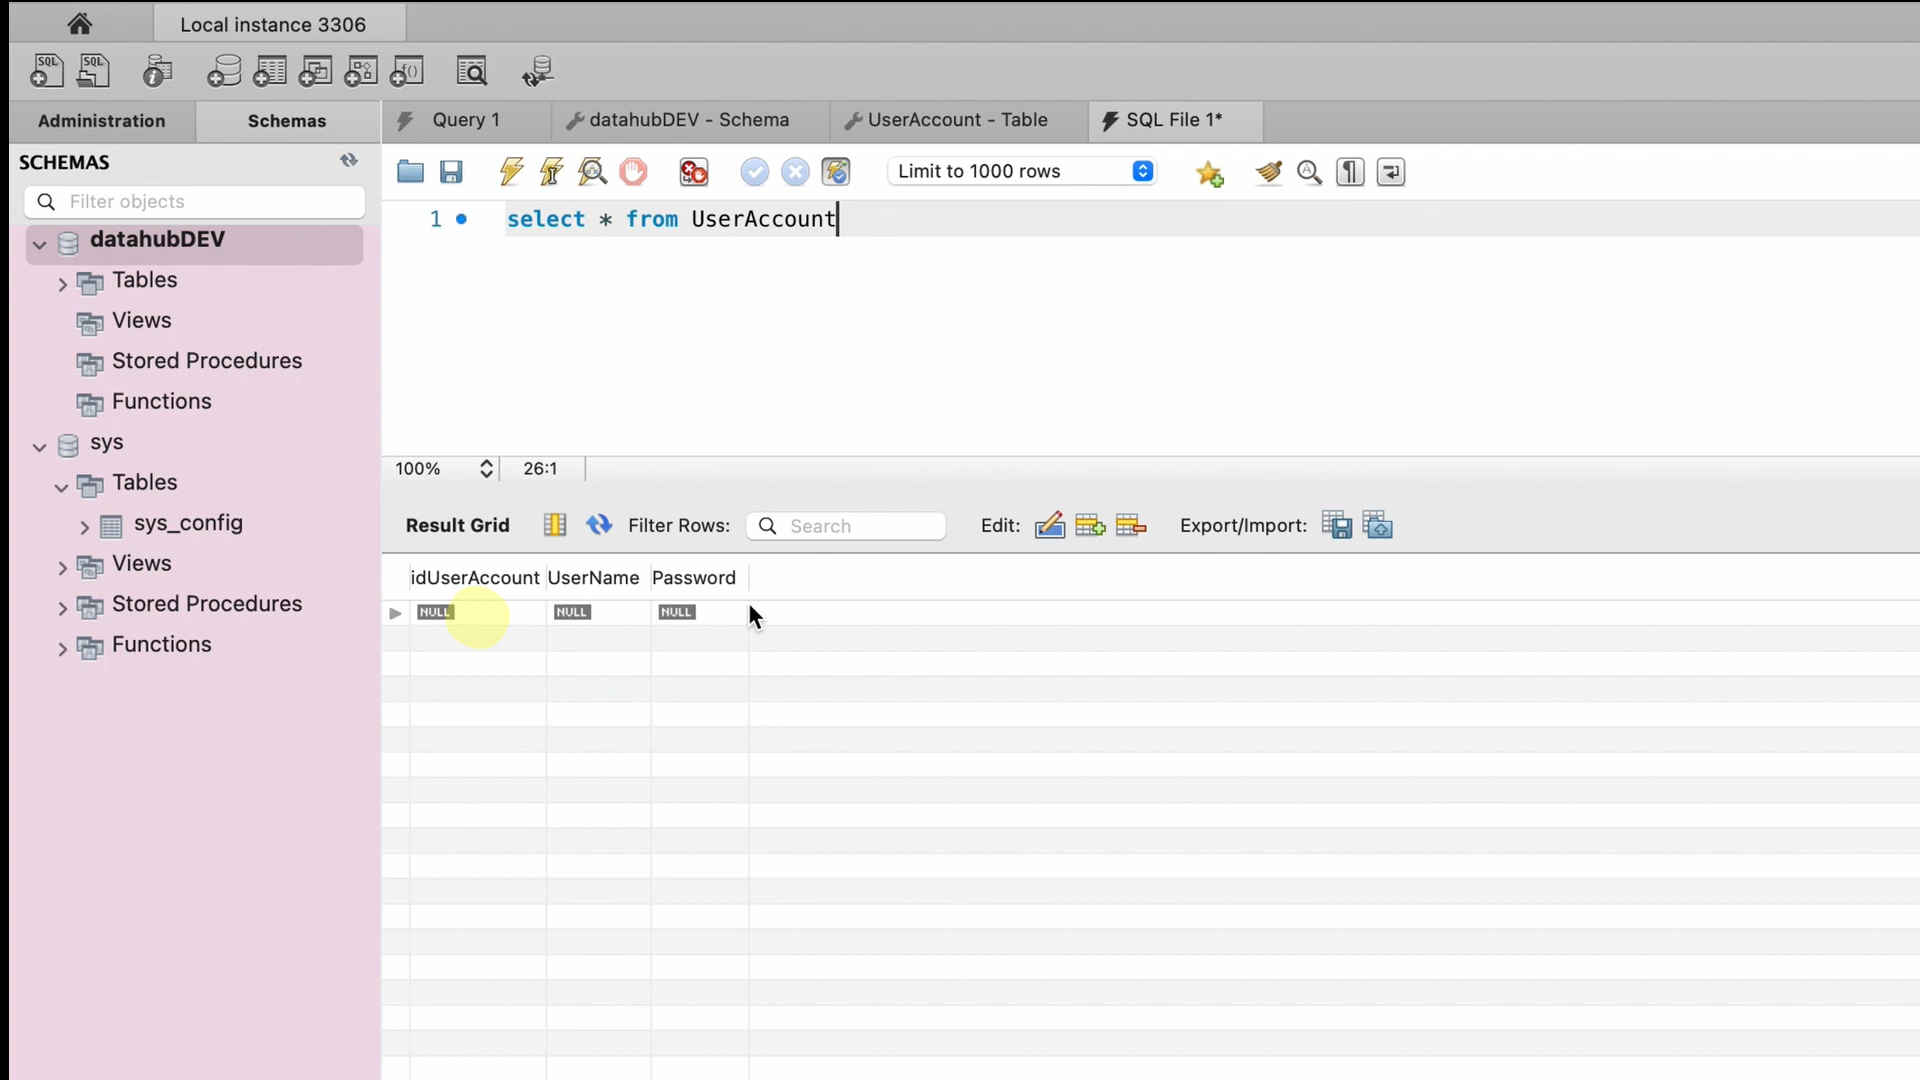 Local instance 3306
SQL SQL
Administration Schemas Query 1 datahubDEV - Schema UserAccount - Table SQL File 1*
SCHEMAS
Limit to 1000 rows
Filter objects
1 select * from UserAccount
datahubDEV
Tables
Views
Stored Procedures
Functions
sys
100% 26:1
Tables
sys_config
Result Grid Filter Rows: Search Edit: Export/Import:
Views
idUserAccount UserName Password
Stored Procedures
NULL NULL NULL
Functions